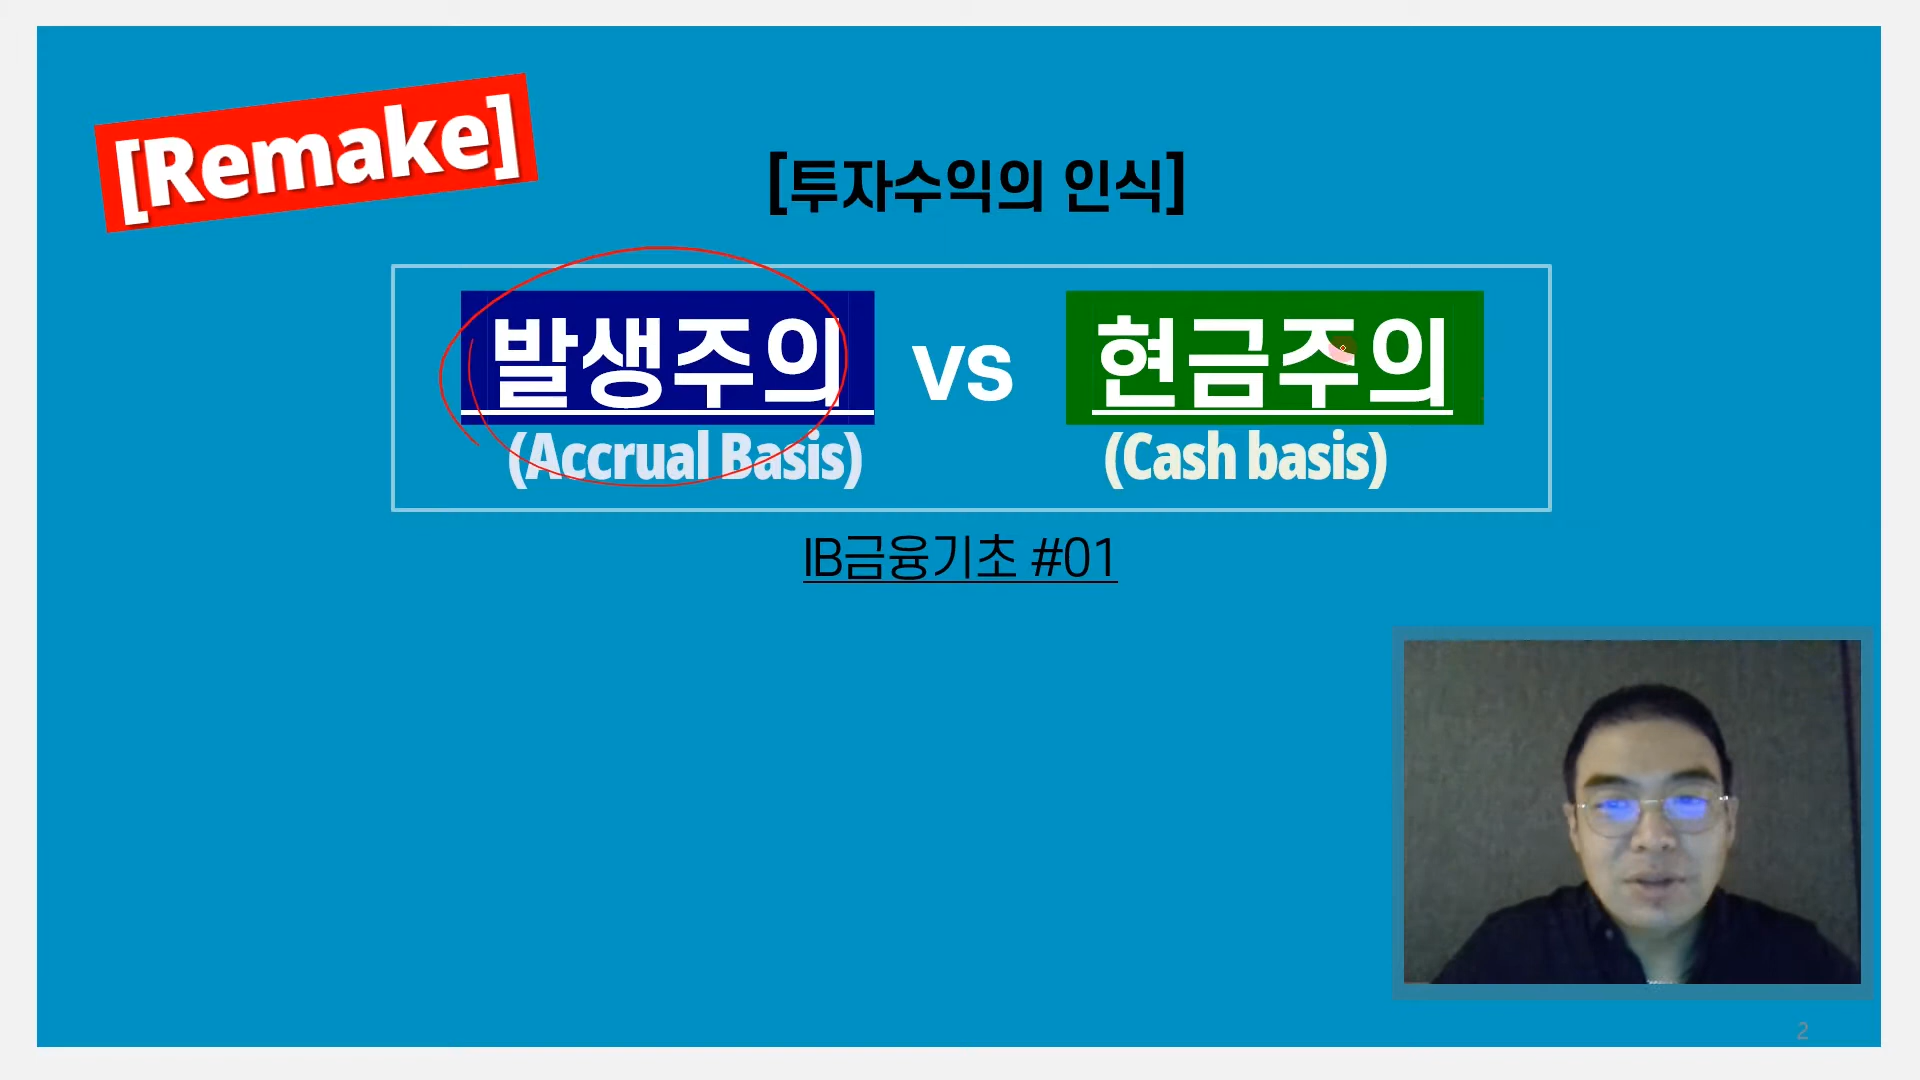 [Remake]
[투자수익의 인식]
발생주의 vs 현금주의
(Accrual Basis) (Cash basis)
IB금융기초 #01
2